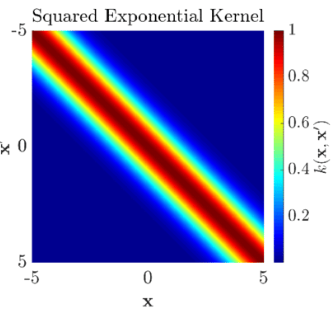 Squared Exponential Kernel
-5
0
5
x'
-5 0 5
x
1
0.8
0.6
0.4
0.2
k(x, x′)